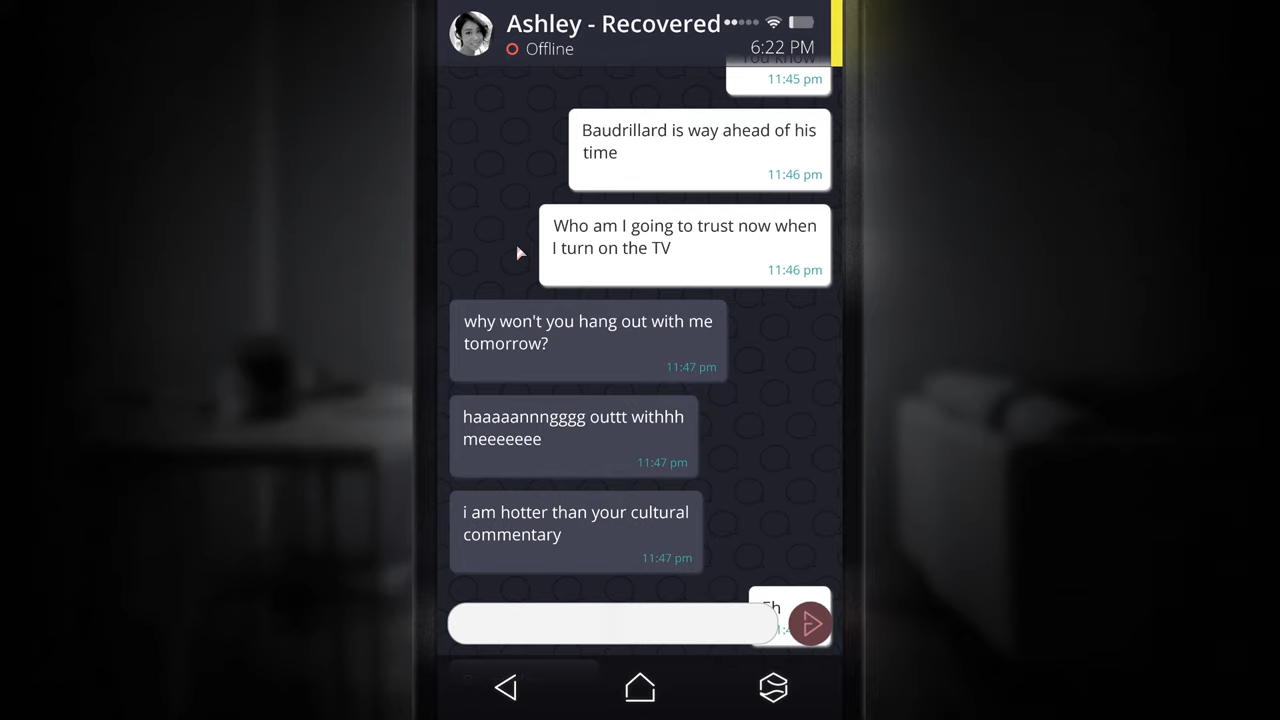 Ashley - Recovered
Offline
6:22 PM
You know
11:45 pm
Baudrillard is way ahead of his
time
11:46 pm
Who am I going to trust now when
I turn on the TV
11:46 pm
why won't you hang out with me
tomorrow?
11:47 pm
haaaaannngggg outtt withhh
meeeeeee
11:47 pm
i am hotter than your cultural
commentary
11:47 pm
Eh